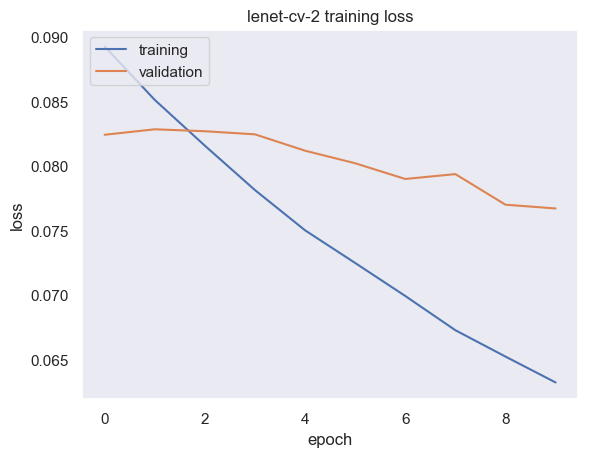 lenet-cv-2 training loss
0.090
training
validation
0.085
0.080
0.075
0.070
0.065
loss
0 2 4 6 8
epoch